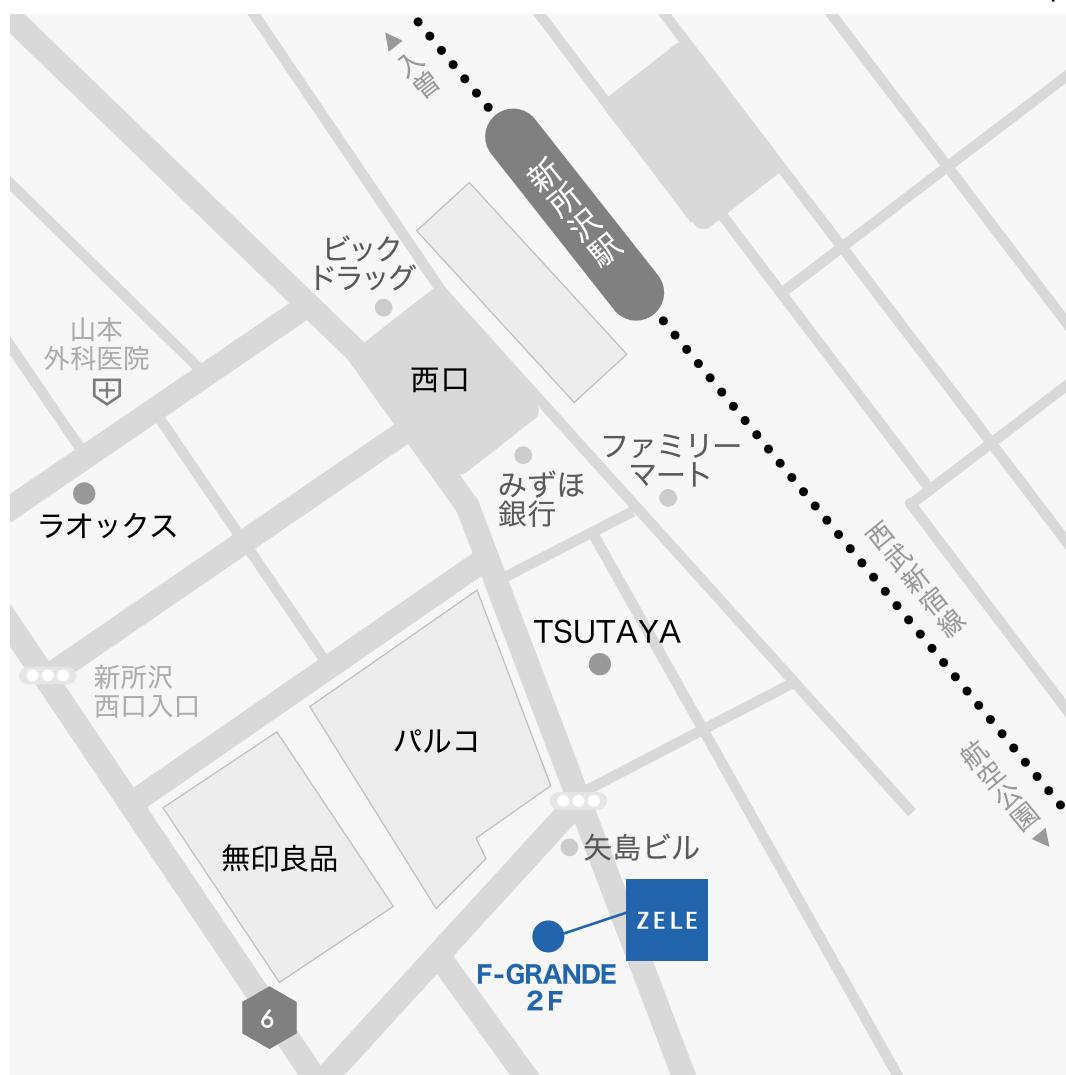 入曽
新所沢駅
ビック
ドラッグ
山本
外科医院
西口
ファミリー
マート
みずほ
銀行
ラオックス
西武新宿線
TSUTAYA
新所沢
西口入口
パルコ
航空公園
無印良品
矢島ビル
ZELE
F-GRANDE
2F
6